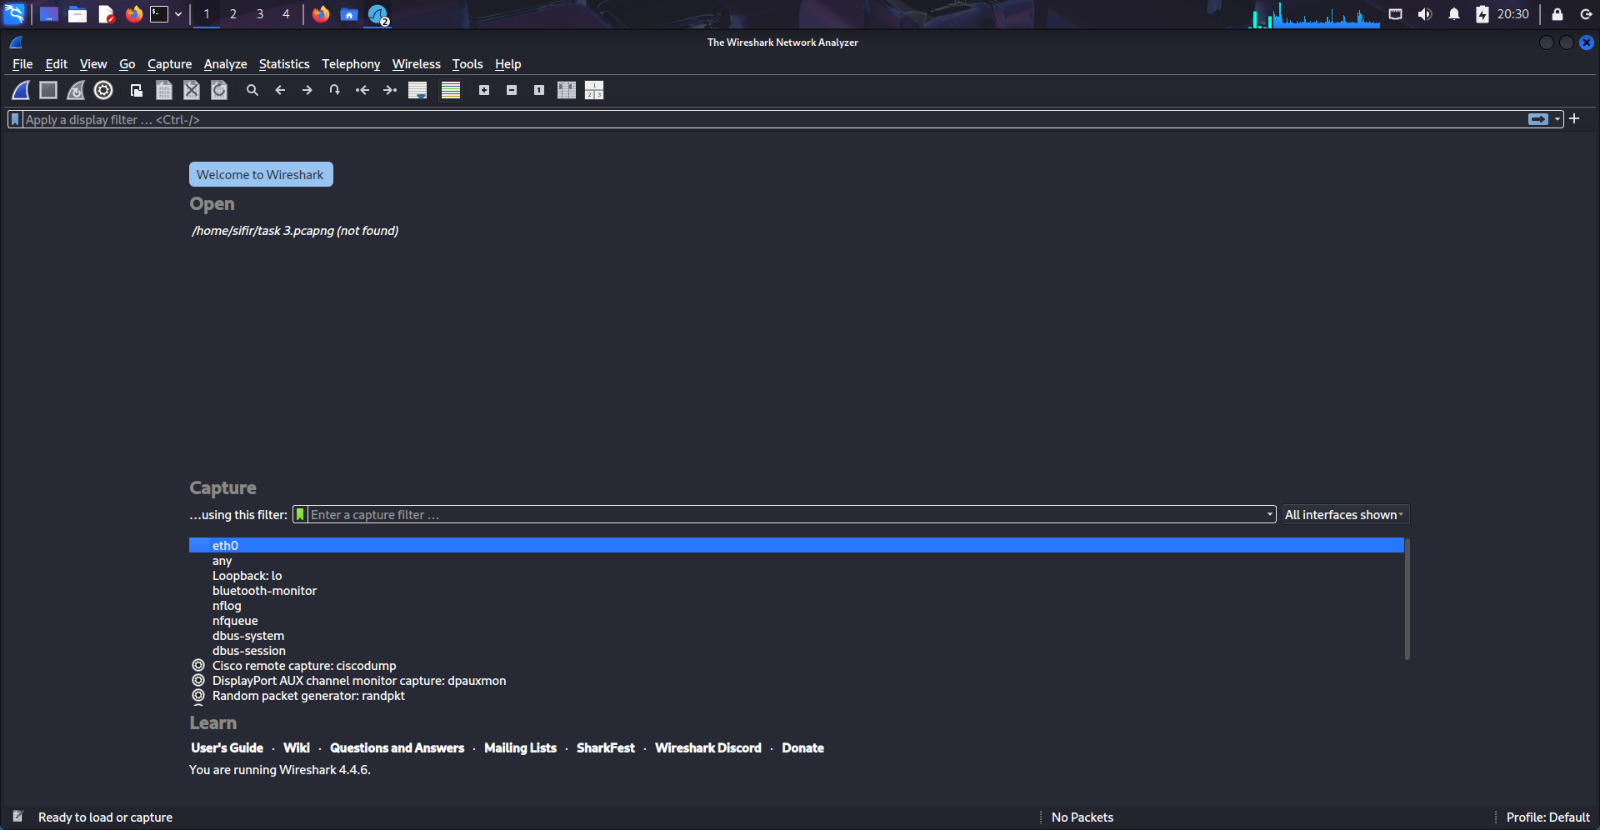 1 2 3 4 2 20:30
The Wireshark Network Analyzer
File Edit View Go Capture Analyze Statistics Telephony Wireless Tools Help
Apply a display filter … <Ctrl-/>
Welcome to Wireshark
Open
/home/sifir/task 3.pcapng (not found)
Capture
…using this filter: Enter a capture filter … All interfaces shown
eth0
any
Loopback: lo
bluetooth-monitor
nflog
nfqueue
dbus-system
dbus-session
Cisco remote capture: ciscodump
DisplayPort AUX channel monitor capture: dpauxmon
Random packet generator: randpkt
Learn
User's Guide · Wiki · Questions and Answers · Mailing Lists · SharkFest · Wireshark Discord · Donate
You are running Wireshark 4.4.6.
Ready to load or capture No Packets Profile: Default